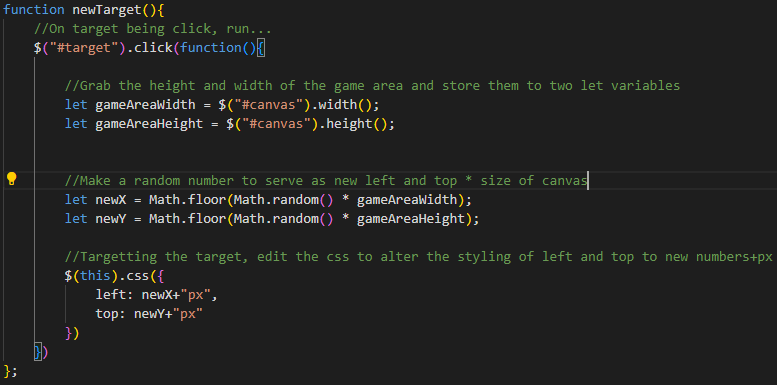 function newTarget(){
    //On target being click, run...
    $("#target").click(function(){
        //Grab the height and width of the game area and store them to two let variables
        let gameAreaWidth = $("#canvas").width();
        let gameAreaHeight = $("#canvas").height();
        //Make a random number to serve as new left and top * size of canvas
        let newX = Math.floor(Math.random() * gameAreaWidth);
        let newY = Math.floor(Math.random() * gameAreaHeight);
        //Targetting the target, edit the css to alter the styling of left and top to new numbers+px
        $(this).css({
            left: newX+"px",
            top: newY+"px"
        })
    })
};